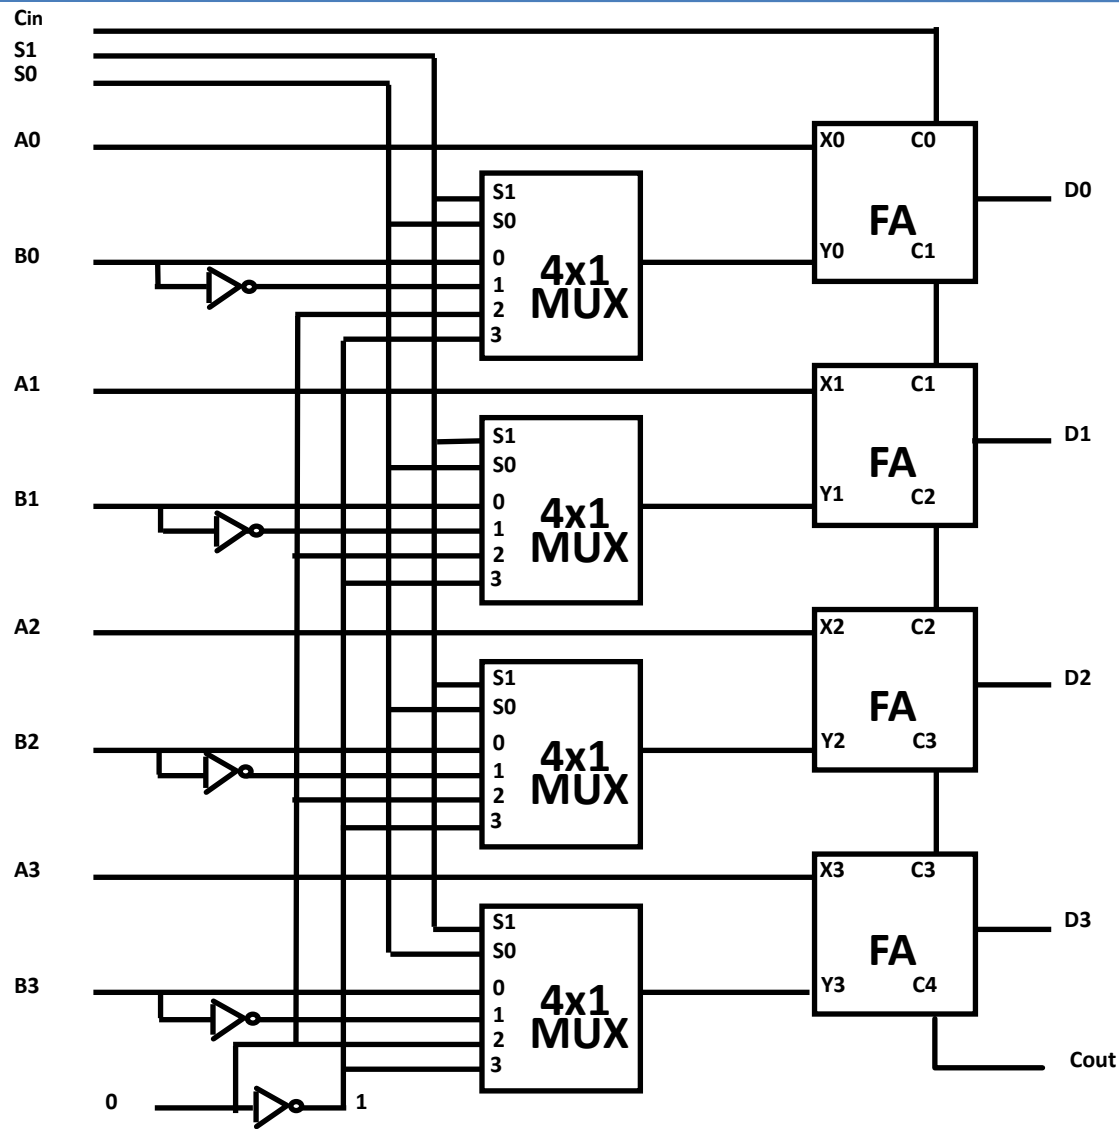 Cin
S1
S0
A0
X0 C0
S1
D0
S0
FA
B0
0
Y0 C1
4x1
1
MUX
2
3
A1
X1 C1
S1
D1
S0
FA
B1
0
Y1 C2
4x1
1
MUX
2
3
A2
X2 C2
S1
D2
S0
FA
B2
0
Y2 C3
4x1
1
MUX
2
3
A3
X3 C3
S1
D3
S0
FA
B3
0
Y3 C4
4x1
1
MUX
2
3
Cout
0 1